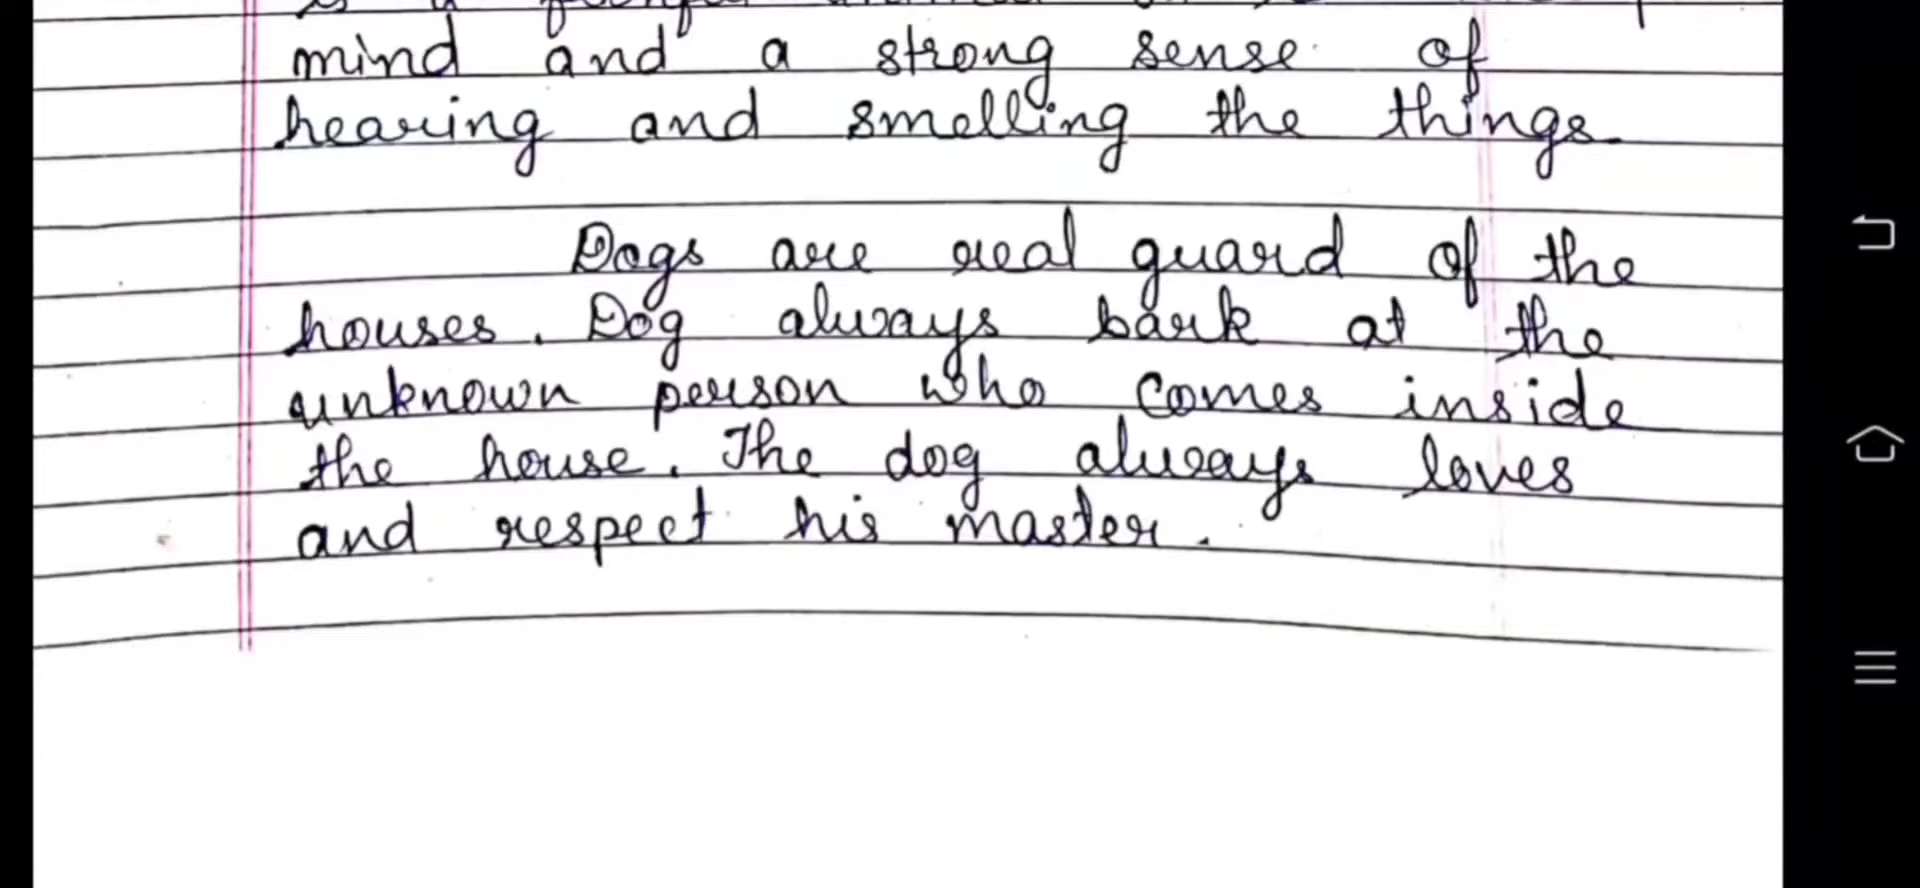 mind and a strong sense of
hearing and smelling the things.
Dogs are real guard of the
houses. Dog always bark at the
unknown person who comes inside
the house. The dog always loves
and respect his master.